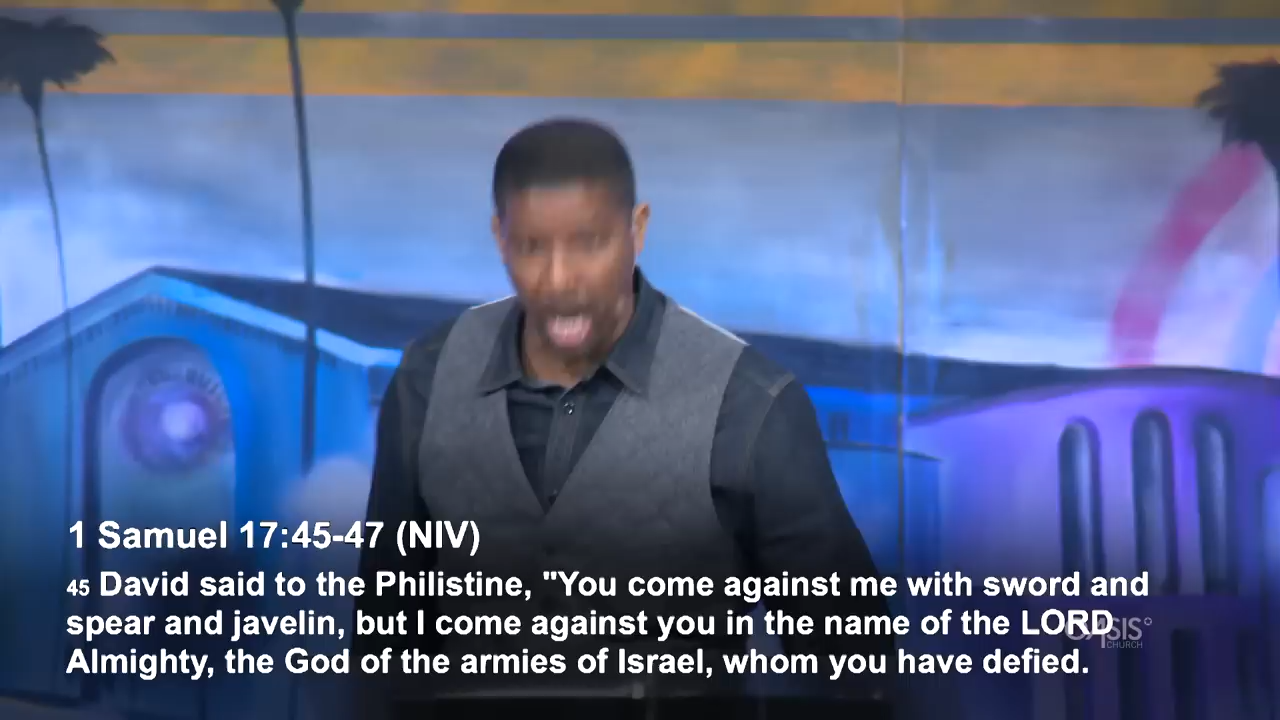 1 Samuel 17:45-47 (NIV)
45 David said to the Philistine, "You come against me with sword and
spear and javelin, but I come against you in the name of the LORD
Almighty, the God of the armies of Israel, whom you have defied.
OASIS
CHURCH